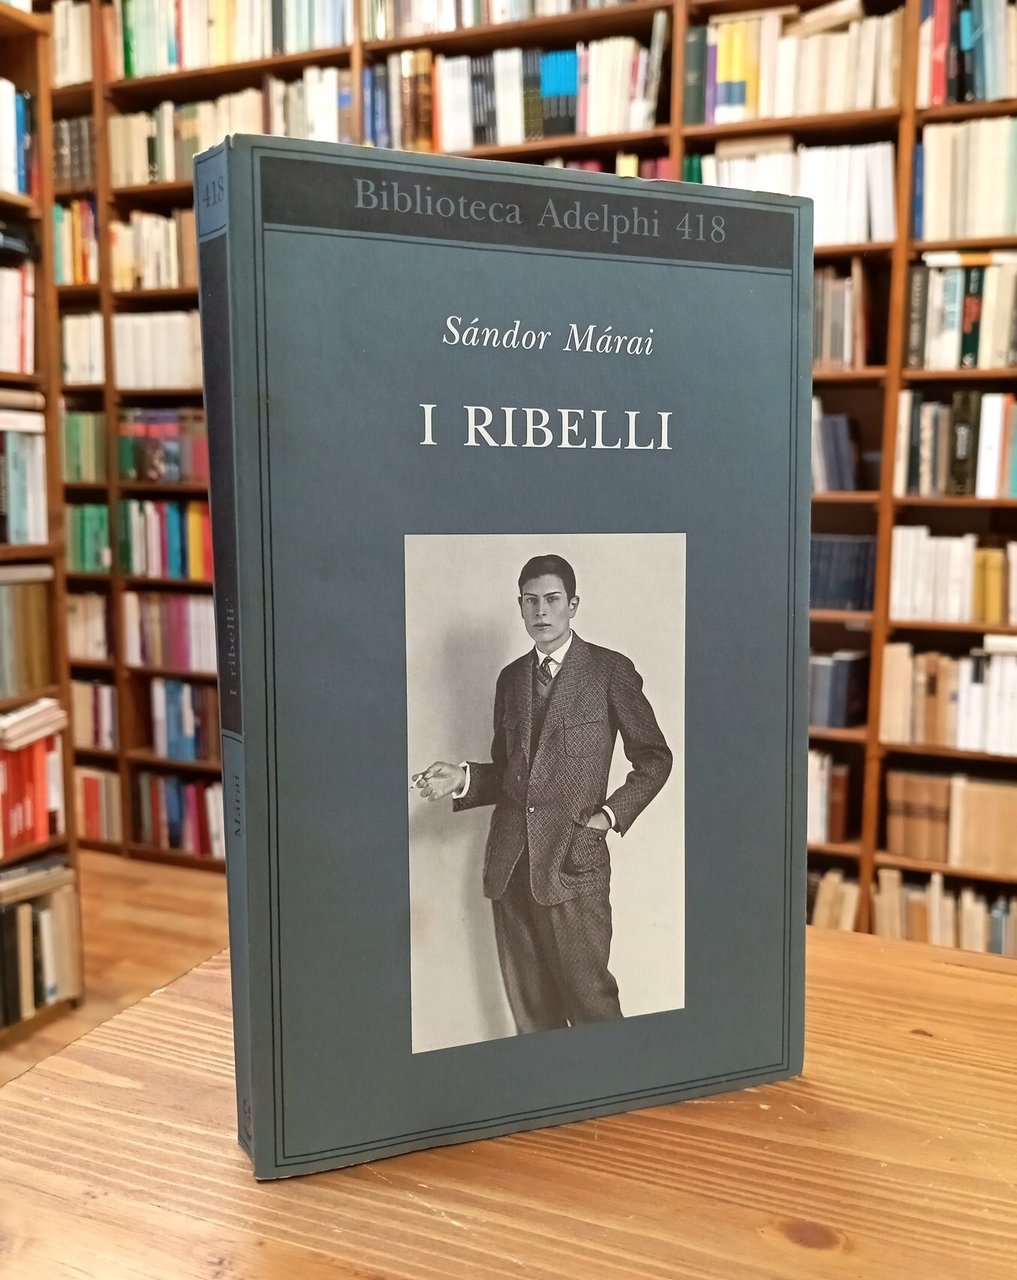 Biblioteca Adelphi 418
Sándor Márai
I RIBELLI
418
I ribelli
Márai